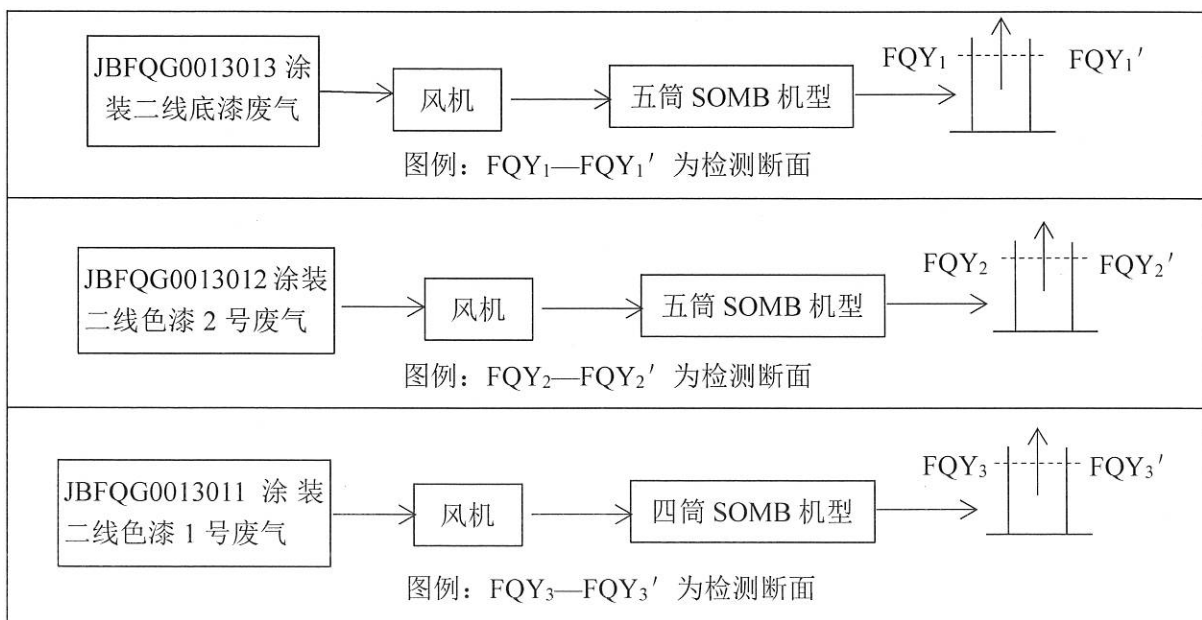 JBFQG0013013 涂
装二线底漆废气
风机
五筒 SOMB 机型
FQY₁
FQY₁′
图例：FQY₁—FQY₁′ 为检测断面
JBFQG0013012 涂装
二线色漆 2 号废气
风机
五筒 SOMB 机型
FQY₂
FQY₂′
图例：FQY₂—FQY₂′ 为检测断面
JBFQG0013011 涂装
二线色漆 1 号废气
风机
四筒 SOMB 机型
FQY₃
FQY₃′
图例：FQY₃—FQY₃′ 为检测断面